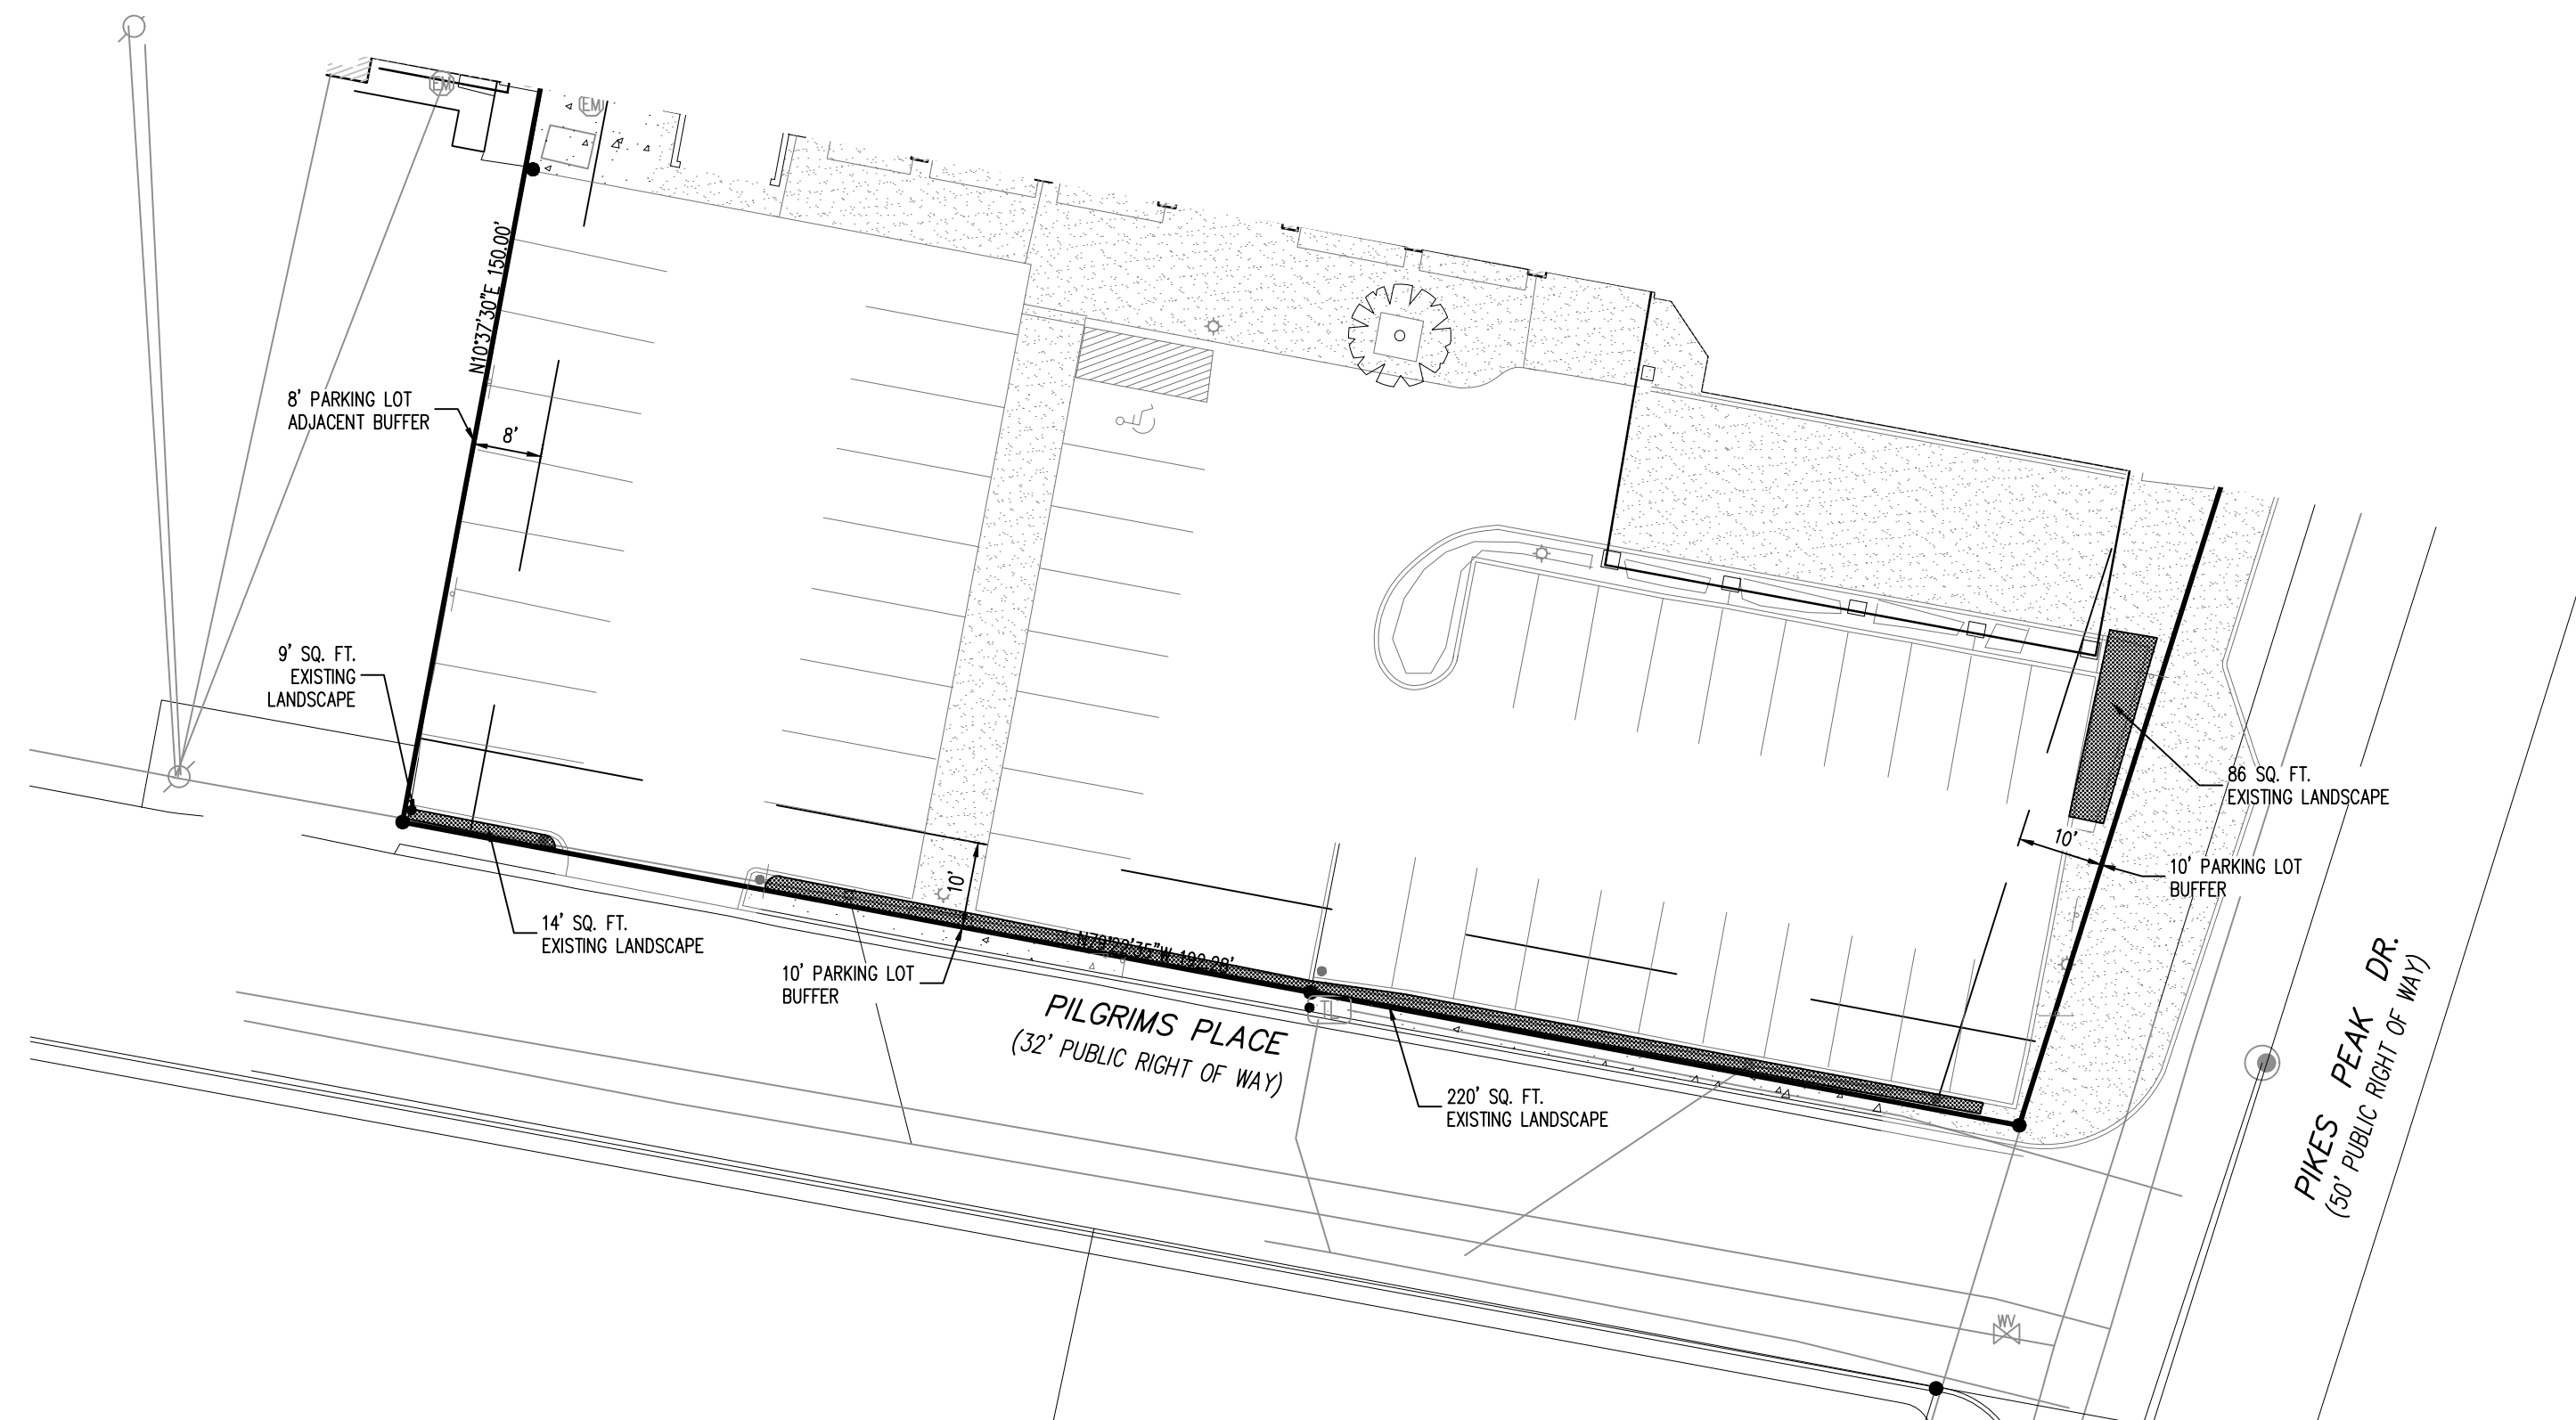 EM
EM
N10°37'30"E 150.00'
8' PARKING LOT
ADJACENT BUFFER
8'
9' SQ. FT.
EXISTING
LANDSCAPE
86 SQ. FT.
EXISTING LANDSCAPE
10'
10' PARKING LOT
BUFFER
10'
14' SQ. FT.
EXISTING LANDSCAPE
10' PARKING LOT
BUFFER
PILGRIMS PLACE
(32' PUBLIC RIGHT OF WAY)
220' SQ. FT.
EXISTING LANDSCAPE
PIKES PEAK DR.
(50' PUBLIC RIGHT OF WAY)
WV